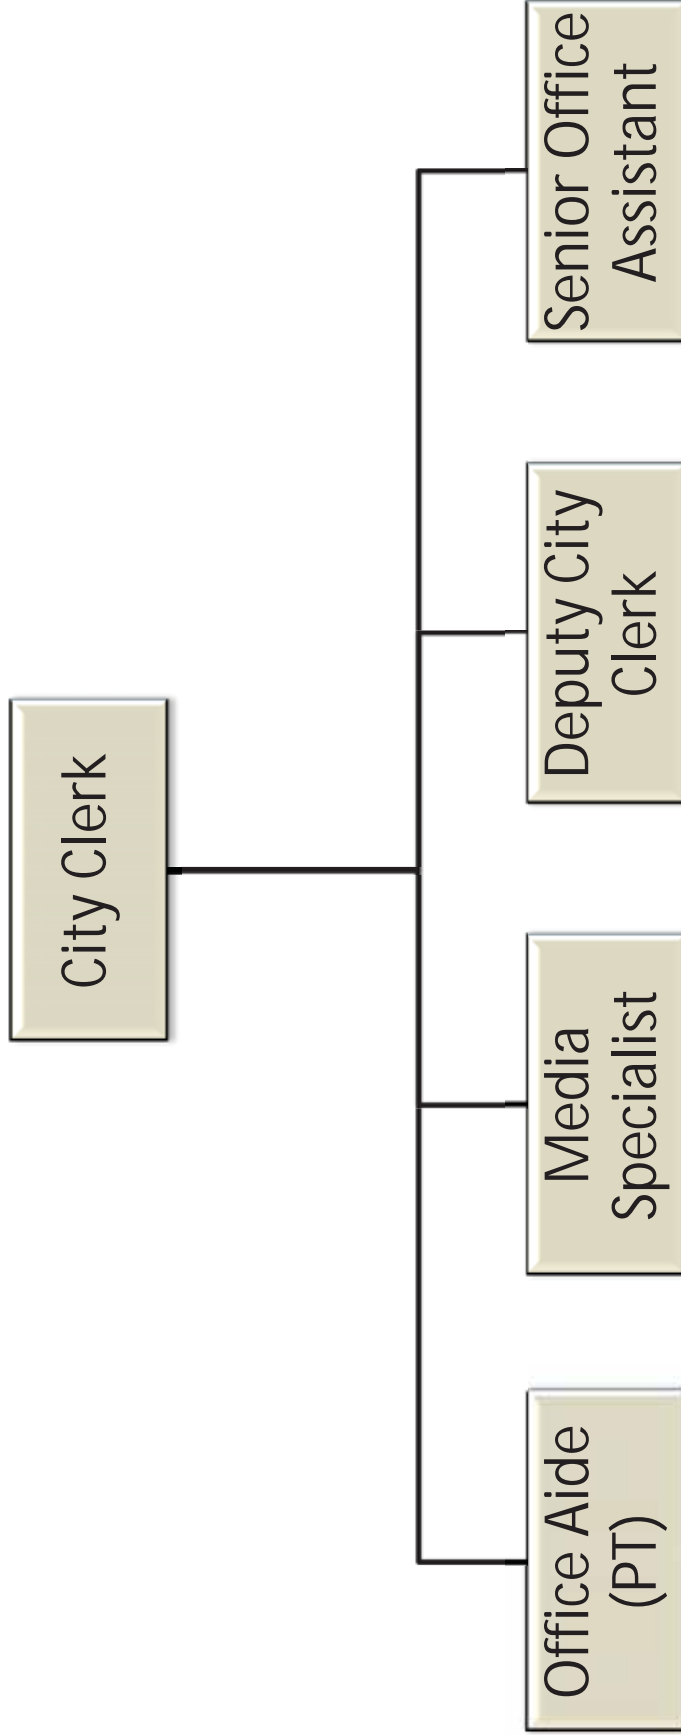 City Clerk
Office Aide
(PT)
Media
Specialist
Deputy City
Clerk
Senior Office
Assistant